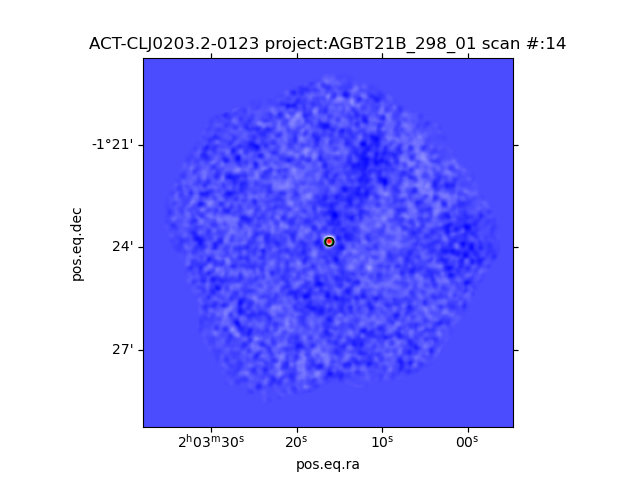 ACT-CLJ0203.2-0123 project:AGBT21B_298_01 scan #:14
-1°21'
24'
27'
pos.eq.dec
2ʰ03ᵐ30ˢ 20ˢ 10ˢ 00ˢ
pos.eq.ra